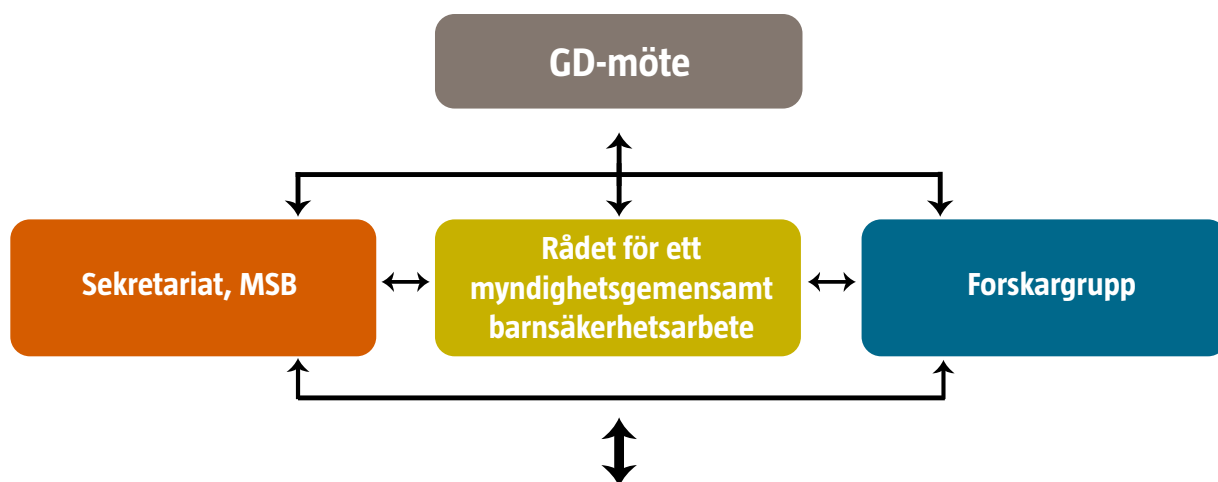 GD-möte
Sekretariat, MSB
Rådet för ett
myndighetsgemensamt
barnsäkerhetsarbete
Forskargrupp